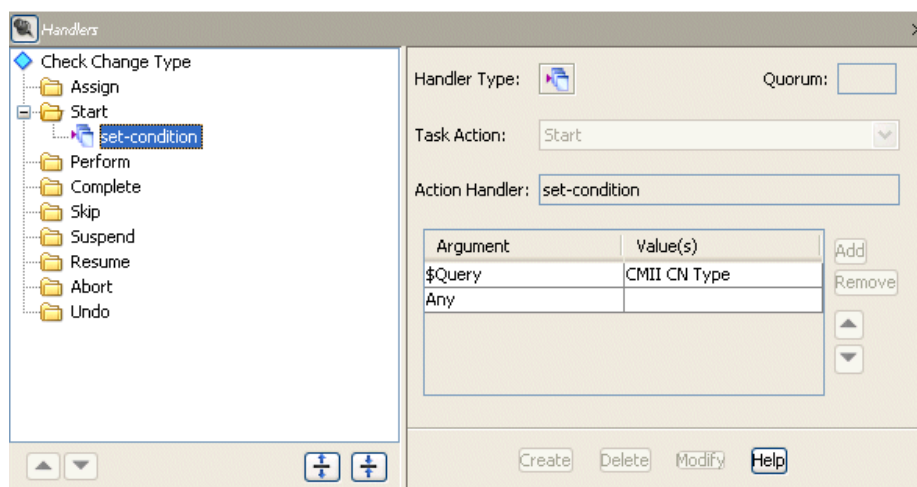 Handlers
Check Change Type
Assign
Start
set-condition
Perform
Complete
Skip
Suspend
Resume
Abort
Undo
Handler Type:
Quorum:
Task Action:
Start
Action Handler:
set-condition
Argument
Value(s)
$Query
CMII CN Type
Any
Add
Remove
Create
Delete
Modify
Help